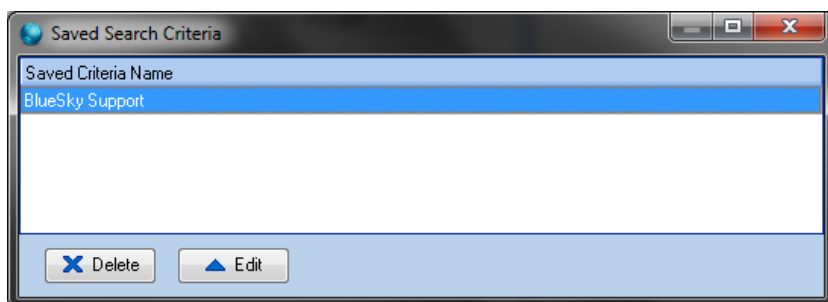 Saved Search Criteria
Saved Criteria Name
BlueSky Support
Delete
Edit